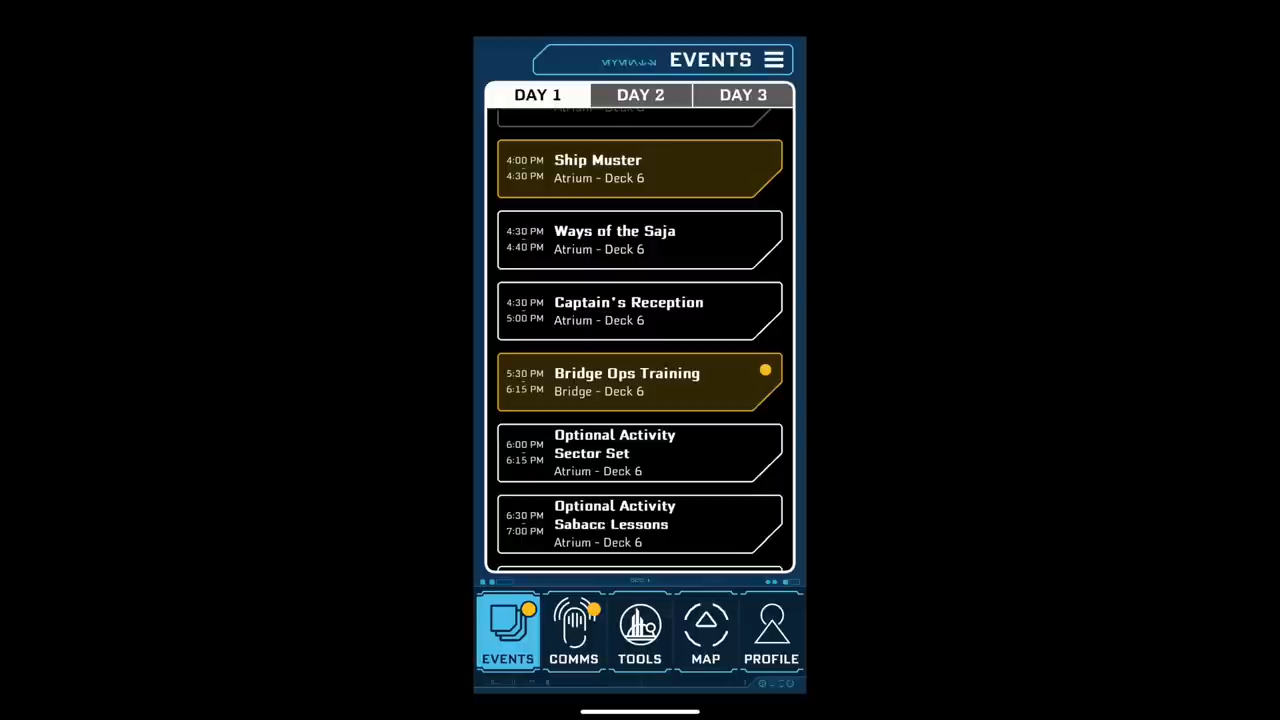 EVENTS
DAY 1 DAY 2 DAY 3
4:00 PM
-
4:30 PM
Ship Muster
Atrium - Deck 6
4:30 PM
-
4:40 PM
Ways of the Saja
Atrium - Deck 6
4:30 PM
-
5:00 PM
Captain's Reception
Atrium - Deck 6
5:30 PM
-
6:15 PM
Bridge Ops Training
Bridge - Deck 6
6:00 PM
-
6:15 PM
Optional Activity
Sector Set
Atrium - Deck 6
6:30 PM
-
7:00 PM
Optional Activity
Sabacc Lessons
Atrium - Deck 6
EVENTS COMMS TOOLS MAP PROFILE